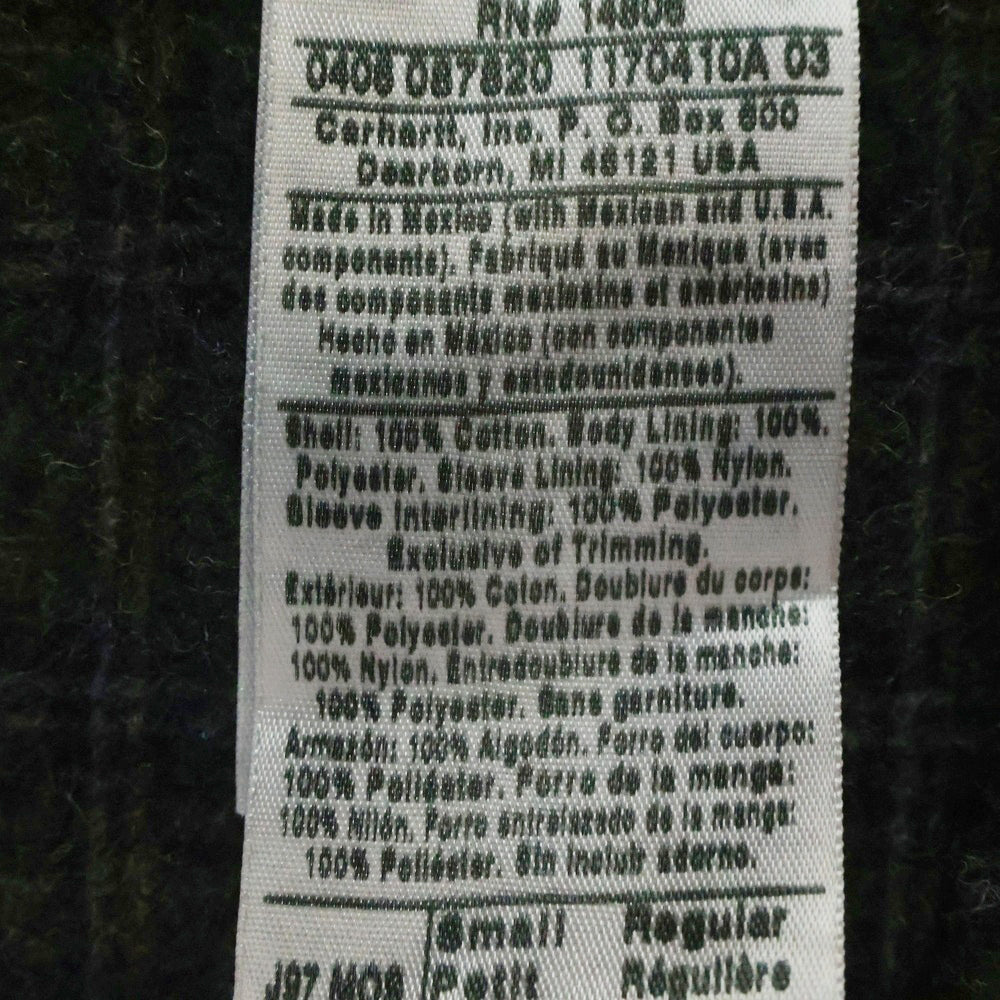 RN# 14806
0406 087820 1170410A 03
Carhartt, Inc. P. O. Box 600
Dearborn, MI 48121 USA
Made in Mexico (with Mexican and U.S.A.
components). Fabriqué au Mexique (avec
des composants mexicains et américains)
Hecho en México (con componentes
mexicanos y estadounidenses).
Shell: 100% Cotton. Body Lining: 100%.
Polyester. Sleeve Lining: 100% Nylon.
Sleeve Interlining: 100% Polyester.
Exclusive of Trimming.
Extérieur: 100% Coton. Doublure du corps:
100% Polyester. Doublure de la manche:
100% Nylon. Entredoublure de la manche:
100% Polyester. Sans garniture.
Armazón: 100% Algodón. Forro del cuerpo:
100% Poliéster. Forro de la manga:
100% Nilón. Forro entrelazado de la manga:
100% Poliéster. Sin incluir adorno.
Small Regular
J97 MOS Petit Régulière